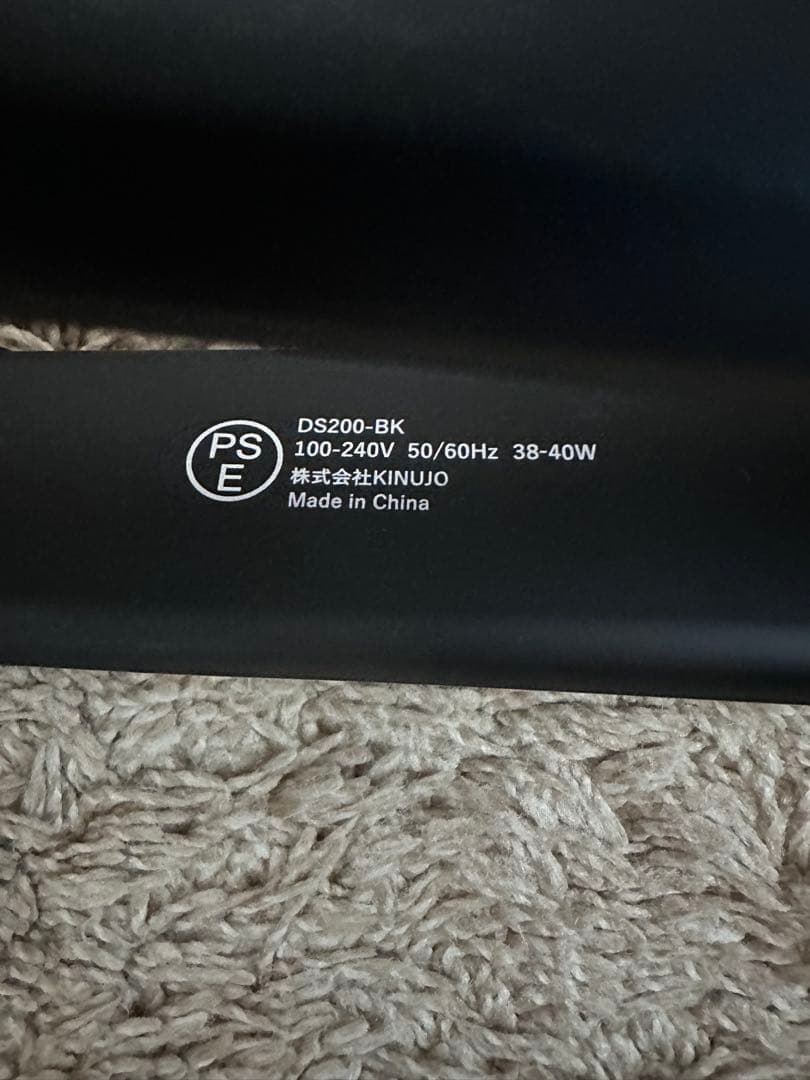 PS
E
DS200-BK
100-240V 50/60Hz 38-40W
株式会社KINUJO
Made in China